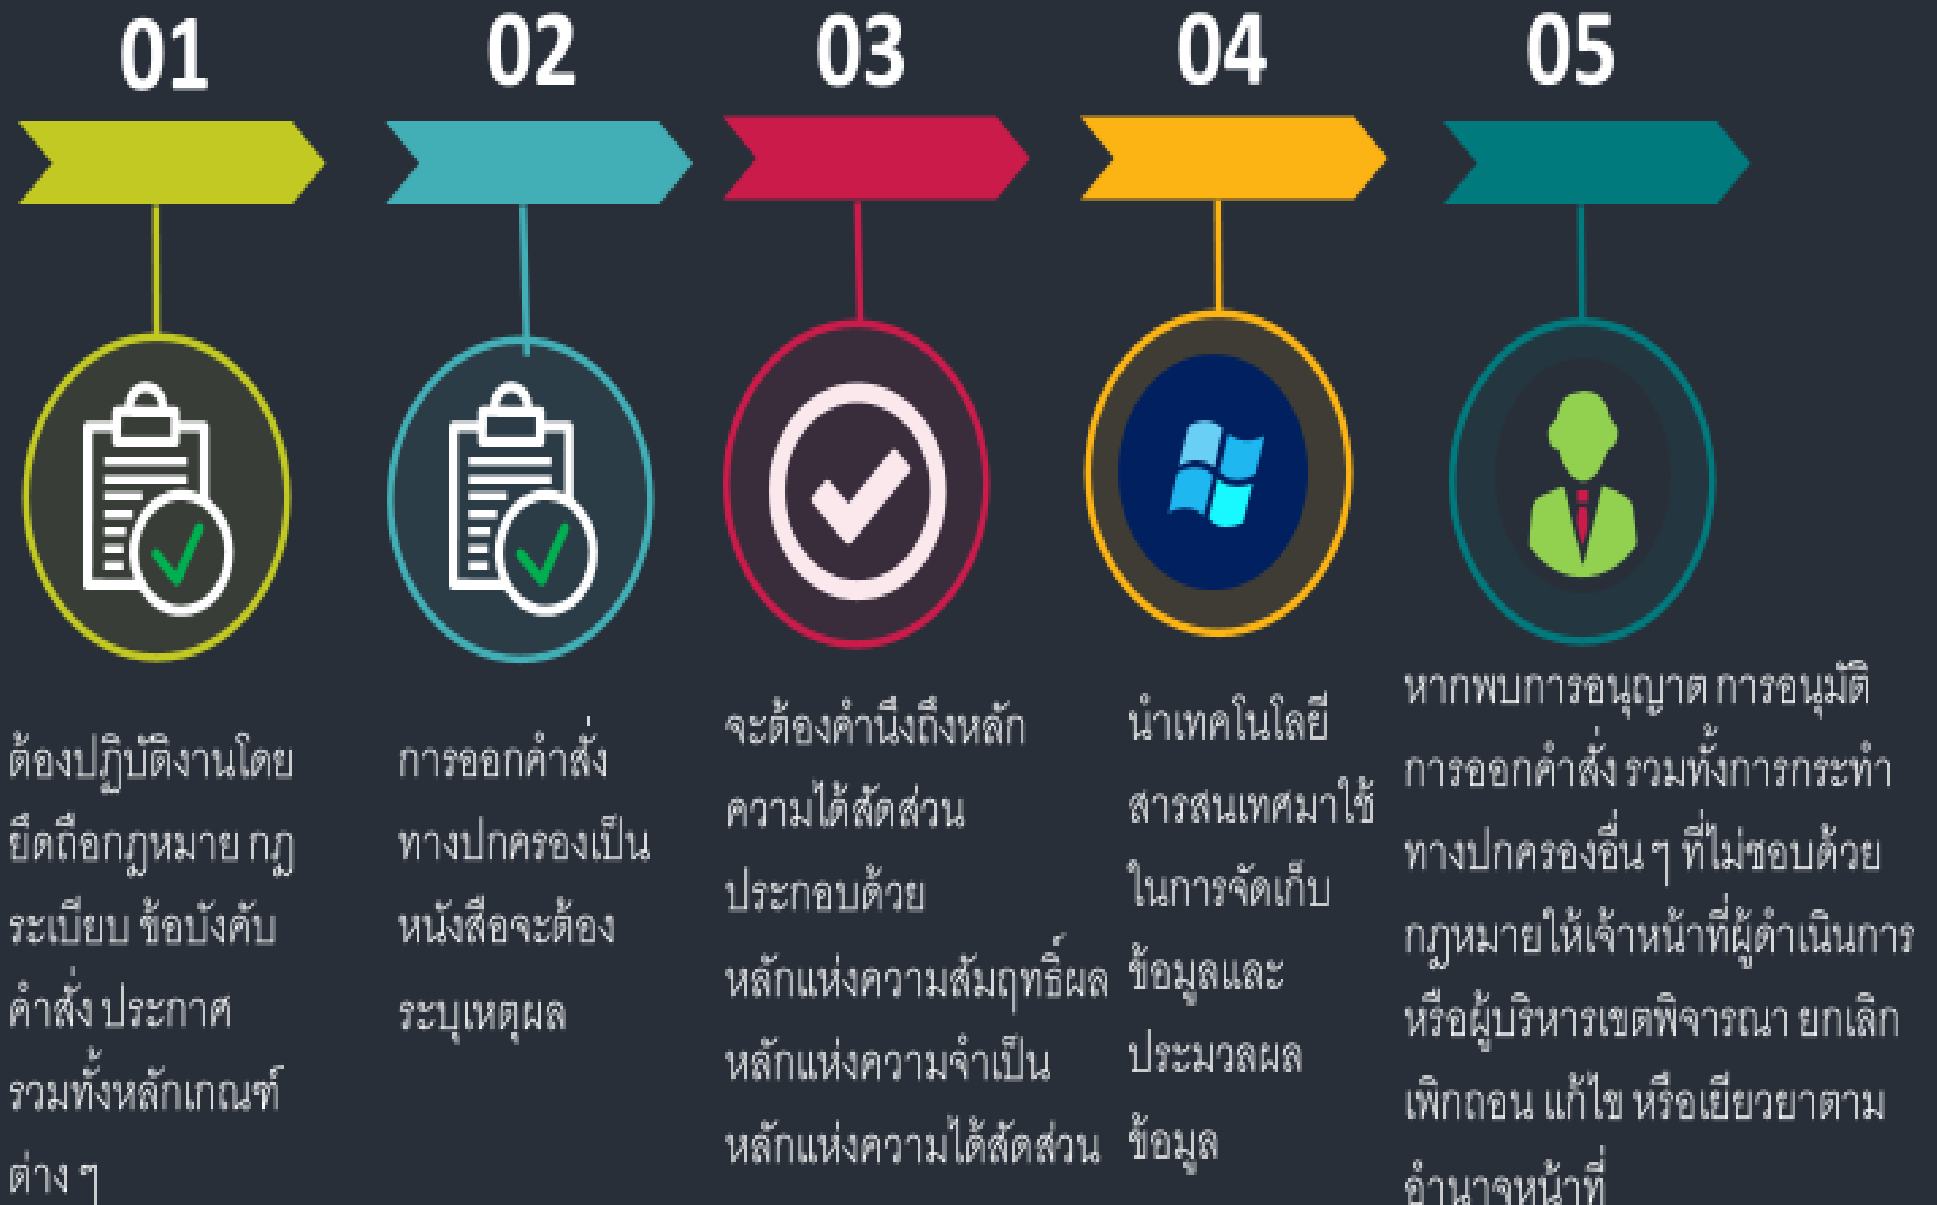 01
ต้องปฏิบัติงานโดย
ยึดถือกฎหมาย กฎ
ระเบียบ ข้อบังคับ
คำสั่ง ประกาศ
รวมทั้งหลักเกณฑ์
ต่าง ๆ
02
การออกคำสั่ง
ทางปกครองเป็น
หนังสือจะต้อง
ระบุเหตุผล
03
จะต้องคำนึงถึงหลัก
ความได้สัดส่วน
ประกอบด้วย
หลักแห่งความสัมฤทธิ์ผล
หลักแห่งความจำเป็น
หลักแห่งความได้สัดส่วน
04
นำเทคโนโลยี
สารสนเทศมาใช้
ในการจัดเก็บ
ข้อมูลและ
ประมวลผล
ข้อมูล
05
หากพบการอนุญาต การอนุมัติ
การออกคำสั่ง รวมทั้งการกระทำ
ทางปกครองอื่น ๆ ที่ไม่ชอบด้วย
กฎหมายให้เจ้าหน้าที่ผู้ดำเนินการ
หรือผู้บริหารเขตพิจารณา ยกเลิก
เพิกถอน แก้ไข หรือเยียวยาตาม
อำนาจหน้าที่